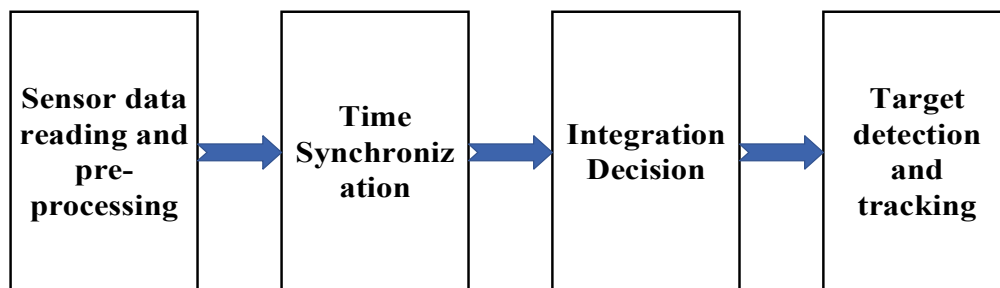 Sensor data
reading and
pre-
processing
Time
Synchroniz
ation
Integration
Decision
Target
detection
and
tracking